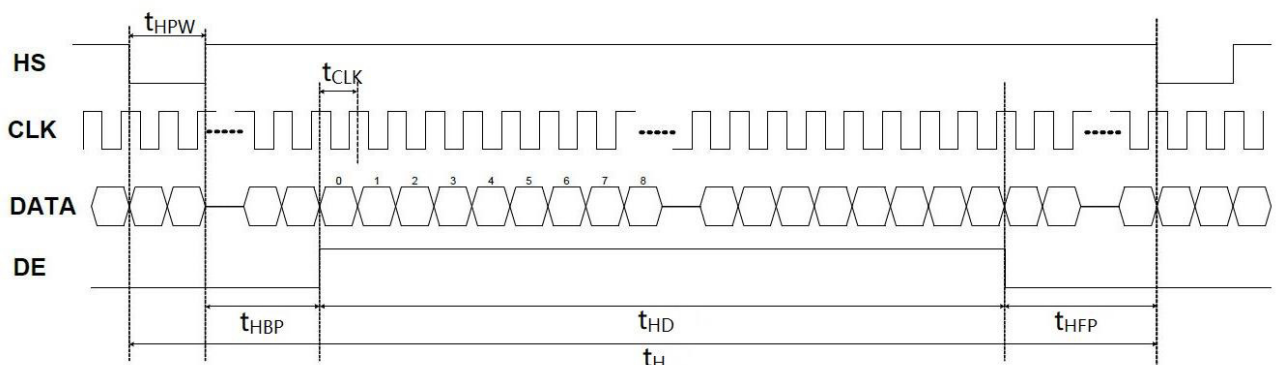 tHPW
HS
tCLK
CLK
0 1 2 3 4 5 6 7 8
DATA
DE
tHBP tHD tHFP
tH